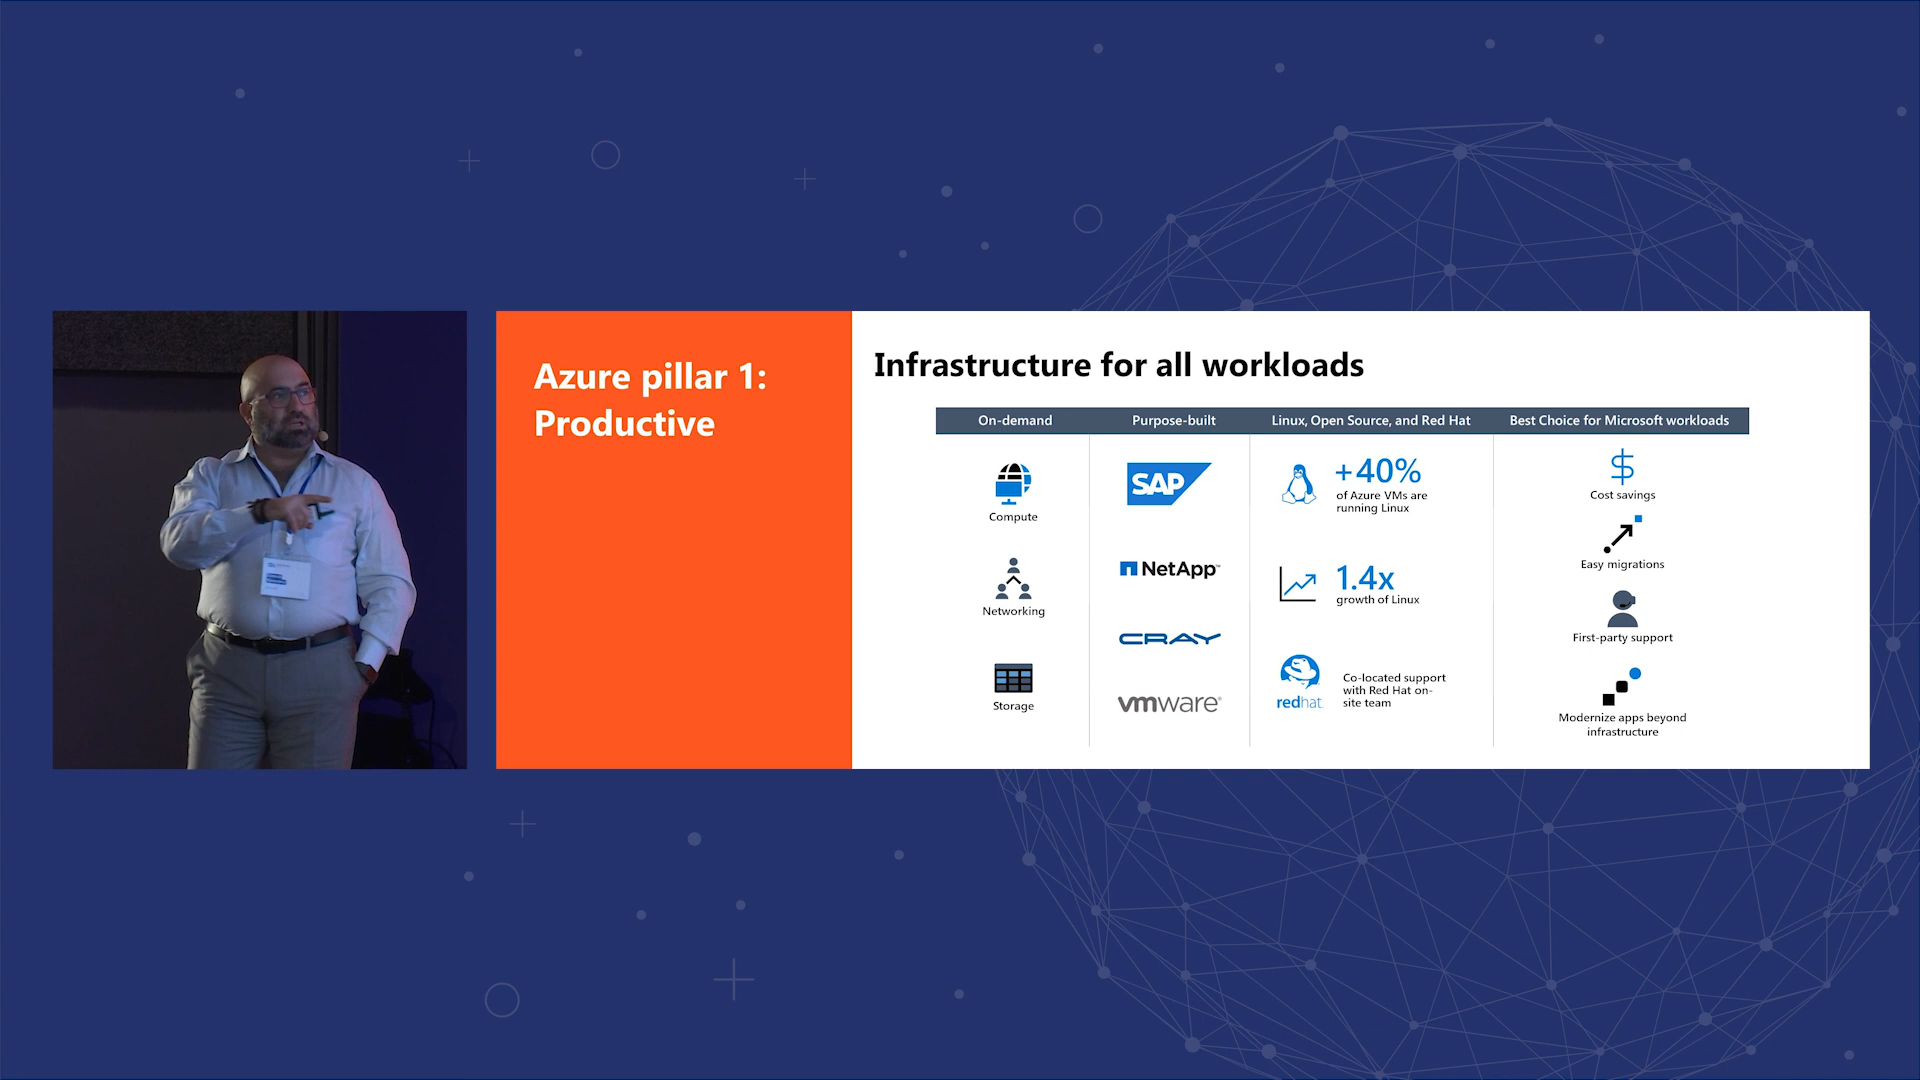 Azure pillar 1:
Productive
Infrastructure for all workloads
On-demand
Purpose-built
Linux, Open Source, and Red Hat
Best Choice for Microsoft workloads
Compute
Networking
Storage
SAP
NetApp™
CRAY
vmware®
+40%
of Azure VMs are
running Linux
1.4x
growth of Linux
redhat
Co-located support
with Red Hat on-
site team
Cost savings
Easy migrations
First-party support
Modernize apps beyond
infrastructure